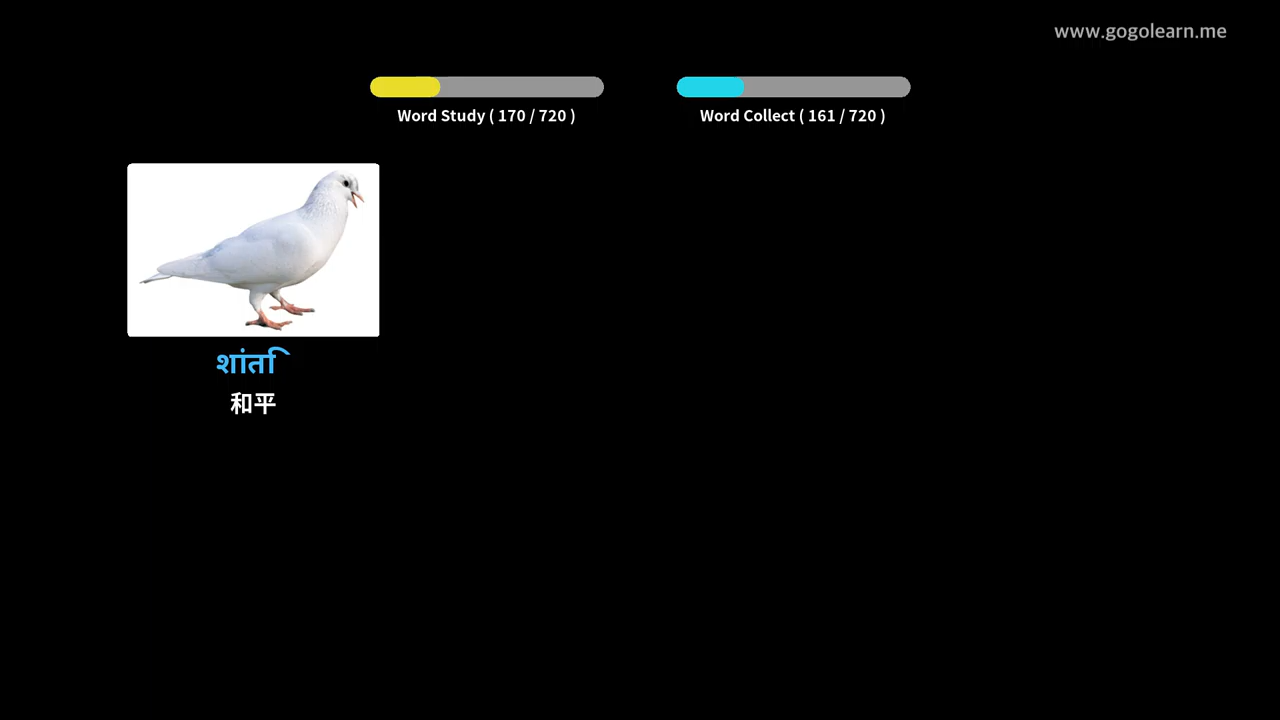 www.gogolearn.me
Word Study ( 170 / 720 )
Word Collect ( 161 / 720 )
शांति
和平